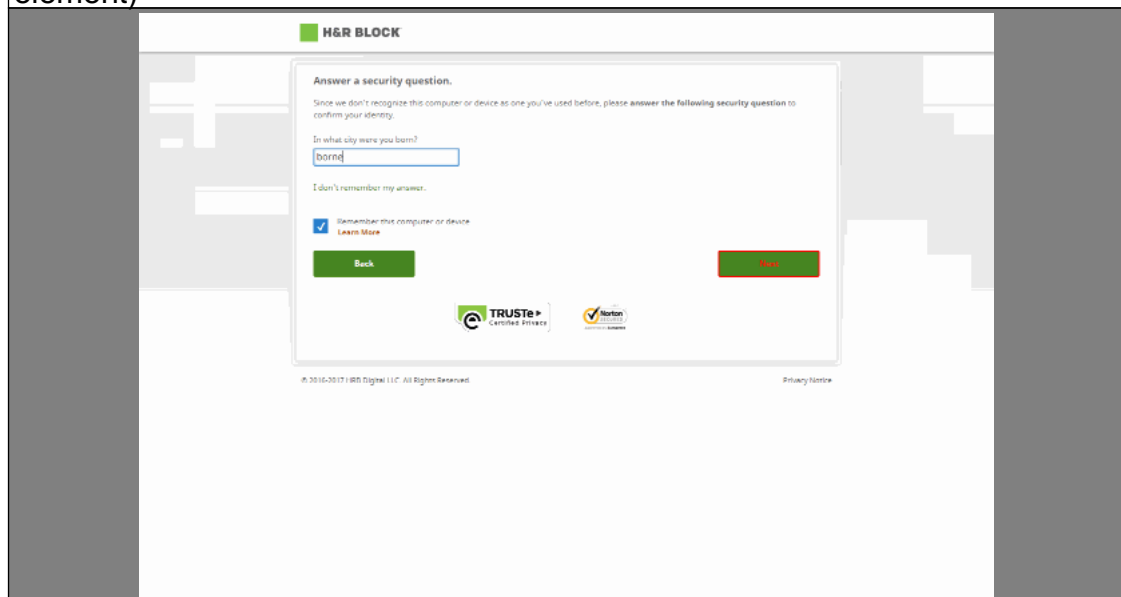 element)
H&R BLOCK
Answer a security question.
Since we don't recognize this computer or device as one you've used before, please answer the following security question to
confirm your identity.
In what city were you born?
borne
I don't remember my answer.
Remember this computer or device
Learn More
Back
Next
TRUSTe
Certified Privacy
Norton
SECURED
© 2016-2017 HRB Digital LLC. All Rights Reserved.
Privacy Notice